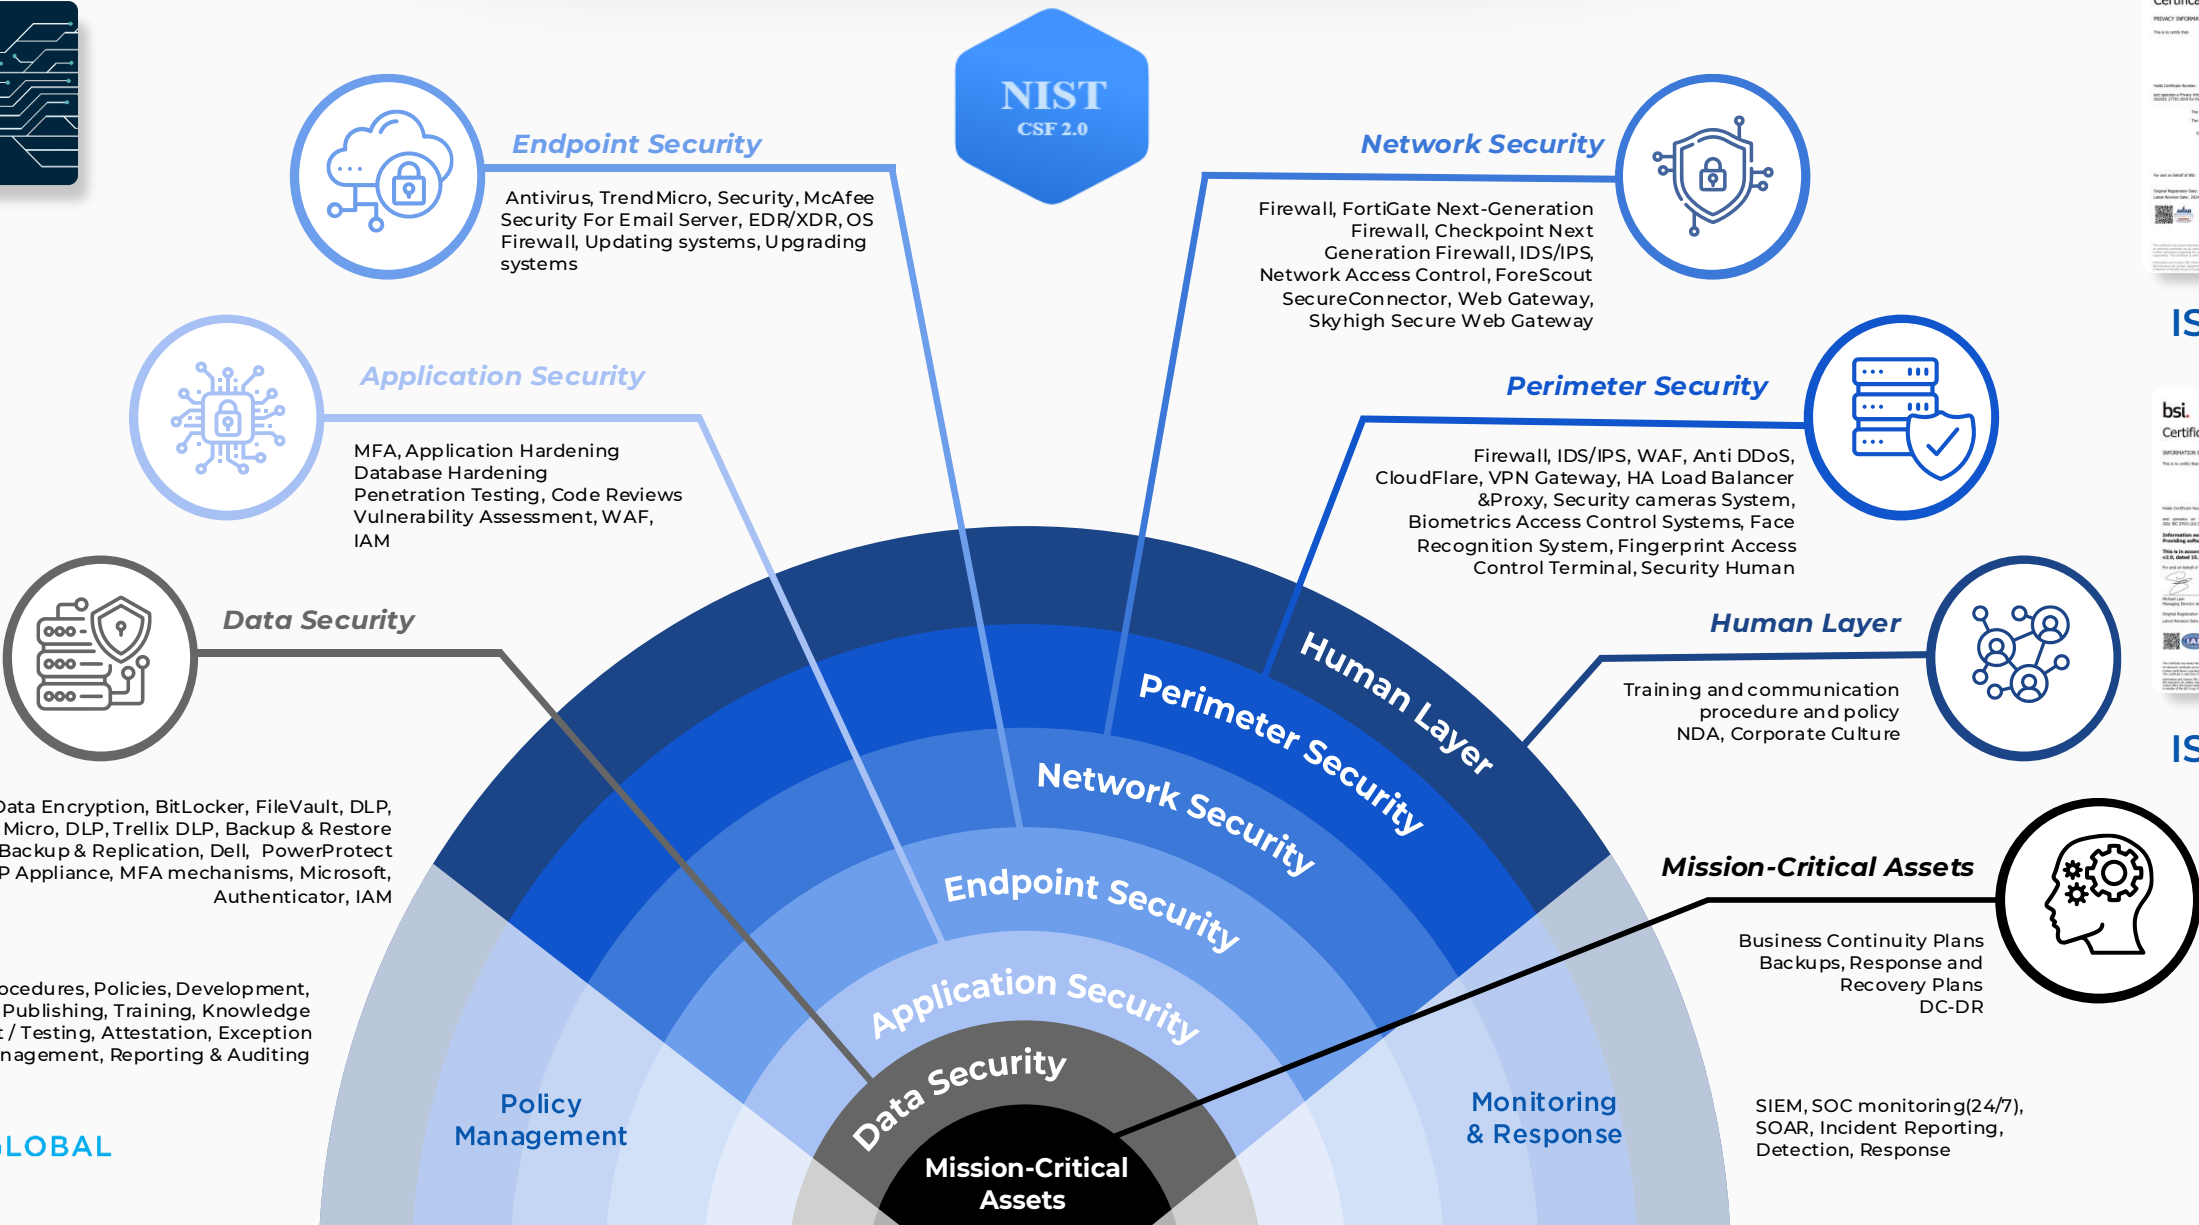 NIST
CSF 2.0
Endpoint Security
Antivirus, TrendMicro, Security, McAfee
Security For Email Server, EDR/XDR, OS
Firewall, Updating systems, Upgrading
systems
Application Security
MFA, Application Hardening
Database Hardening
Penetration Testing, Code Reviews
Vulnerability Assessment, WAF,
IAM
Data Security
Data Encryption, BitLocker, FileVault, DLP,
Micro, DLP, Trellix DLP, Backup & Restore
Backup & Replication, Dell, PowerProtect
P Appliance, MFA mechanisms, Microsoft,
Authenticator, IAM
ocedures, Policies, Development,
Publishing, Training, Knowledge
t / Testing, Attestation, Exception
nagement, Reporting & Auditing
GLOBAL
Network Security
Firewall, FortiGate Next-Generation
Firewall, Checkpoint Next
Generation Firewall, IDS/IPS,
Network Access Control, ForeScout
SecureConnector, Web Gateway,
Skyhigh Secure Web Gateway
Perimeter Security
Firewall, IDS/IPS, WAF, Anti DDoS,
CloudFlare, VPN Gateway, HA Load Balancer
&Proxy, Security cameras System,
Biometrics Access Control Systems, Face
Recognition System, Fingerprint Access
Control Terminal, Security Human
Human Layer
Training and communication
procedure and policy
NDA, Corporate Culture
Mission-Critical Assets
Business Continuity Plans
Backups, Response and
Recovery Plans
DC-DR
SIEM, SOC monitoring(24/7),
SOAR, Incident Reporting,
Detection, Response
Human Layer
Perimeter Security
Network Security
Endpoint Security
Application Security
Data Security
Mission-Critical
Assets
Policy
Management
Monitoring
& Response
IS
bsi.
Certific
IS